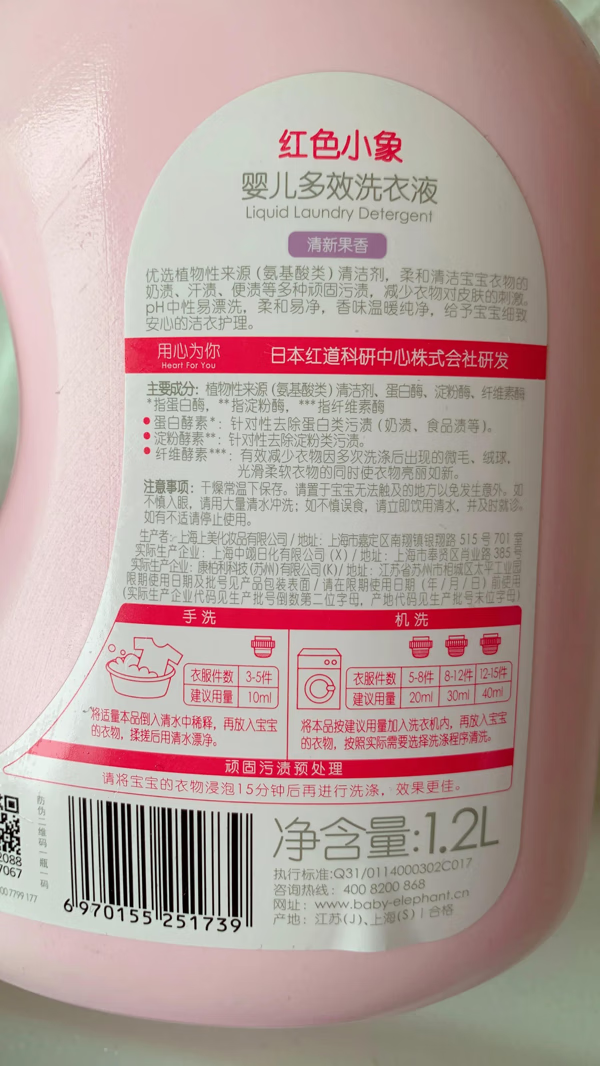 红色小象
婴儿多效洗衣液
Liquid Laundry Detergent
清新果香
优选植物性来源(氨基酸类)清洁剂，柔和清洁宝宝衣物的
奶渍、汗渍、便渍等多种顽固污渍，减少衣物对皮肤的刺激。
pH中性易漂洗，柔和易净，香味温暖纯净，给予宝宝细致
安心的洁衣护理。
用心为你
Heart For You
日本红道科研中心株式会社研发
主要成分：植物性来源(氨基酸类)清洁剂、蛋白酶、淀粉酶、纤维素酶
*指蛋白酶，**指淀粉酶，***指纤维素酶
蛋白酵素*：针对性去除蛋白类污渍(奶渍、食品渍等)。
淀粉酵素**：针对性去除淀粉类污渍。
纤维酵素***：有效减少衣物因多次洗涤后出现的微毛、绒球，
光滑柔软衣物的同时使衣物亮丽如新。
注意事项：干燥常温下保存。请置于宝宝无法触及的地方以免发生意外。如
不慎入眼，请用大量清水冲洗；如不慎误食，请立即饮用清水，并及时就诊。
如有不适请停止使用。
生产者：上海上美化妆品有限公司/地址：上海市嘉定区南翔镇银翔路515号701室
实际生产企业：上海中翊日化有限公司(X)/地址：上海市奉贤区肖业路385号
实际生产企业：康柏利科技(苏州)有限公司(K)/地址：江苏省苏州市相城区太平工业园
限期使用日期及批号见产品包装表面/请在限期使用日期(年/月/日)前使用
(实际生产企业代码见生产批号倒数第二位字母，产地代码见生产批号末位字母)
手洗
衣服件数 3-5件
建议用量 10ml
将适量本品倒入清水中稀释，再放入宝宝
的衣物，揉搓后用清水漂净。
机洗
衣服件数 5-8件 8-12件 12-15件
建议用量 20ml 30ml 40ml
将本品按建议用量加入洗衣机内，再放入宝宝
的衣物，按照实际需要选择洗涤程序清洗。
顽固污渍预处理
请将宝宝的衣物浸泡15分钟后再进行洗涤，效果更佳。
防伪二维码一瓶一码
2088
7067
00 7799 177
6 970155 251739
净含量:1.2L
执行标准:Q31/0114000302C017
咨询热线：400 8200 868
网址：www.baby-elephant.cn
产地：江苏(J)、上海(S)|合格